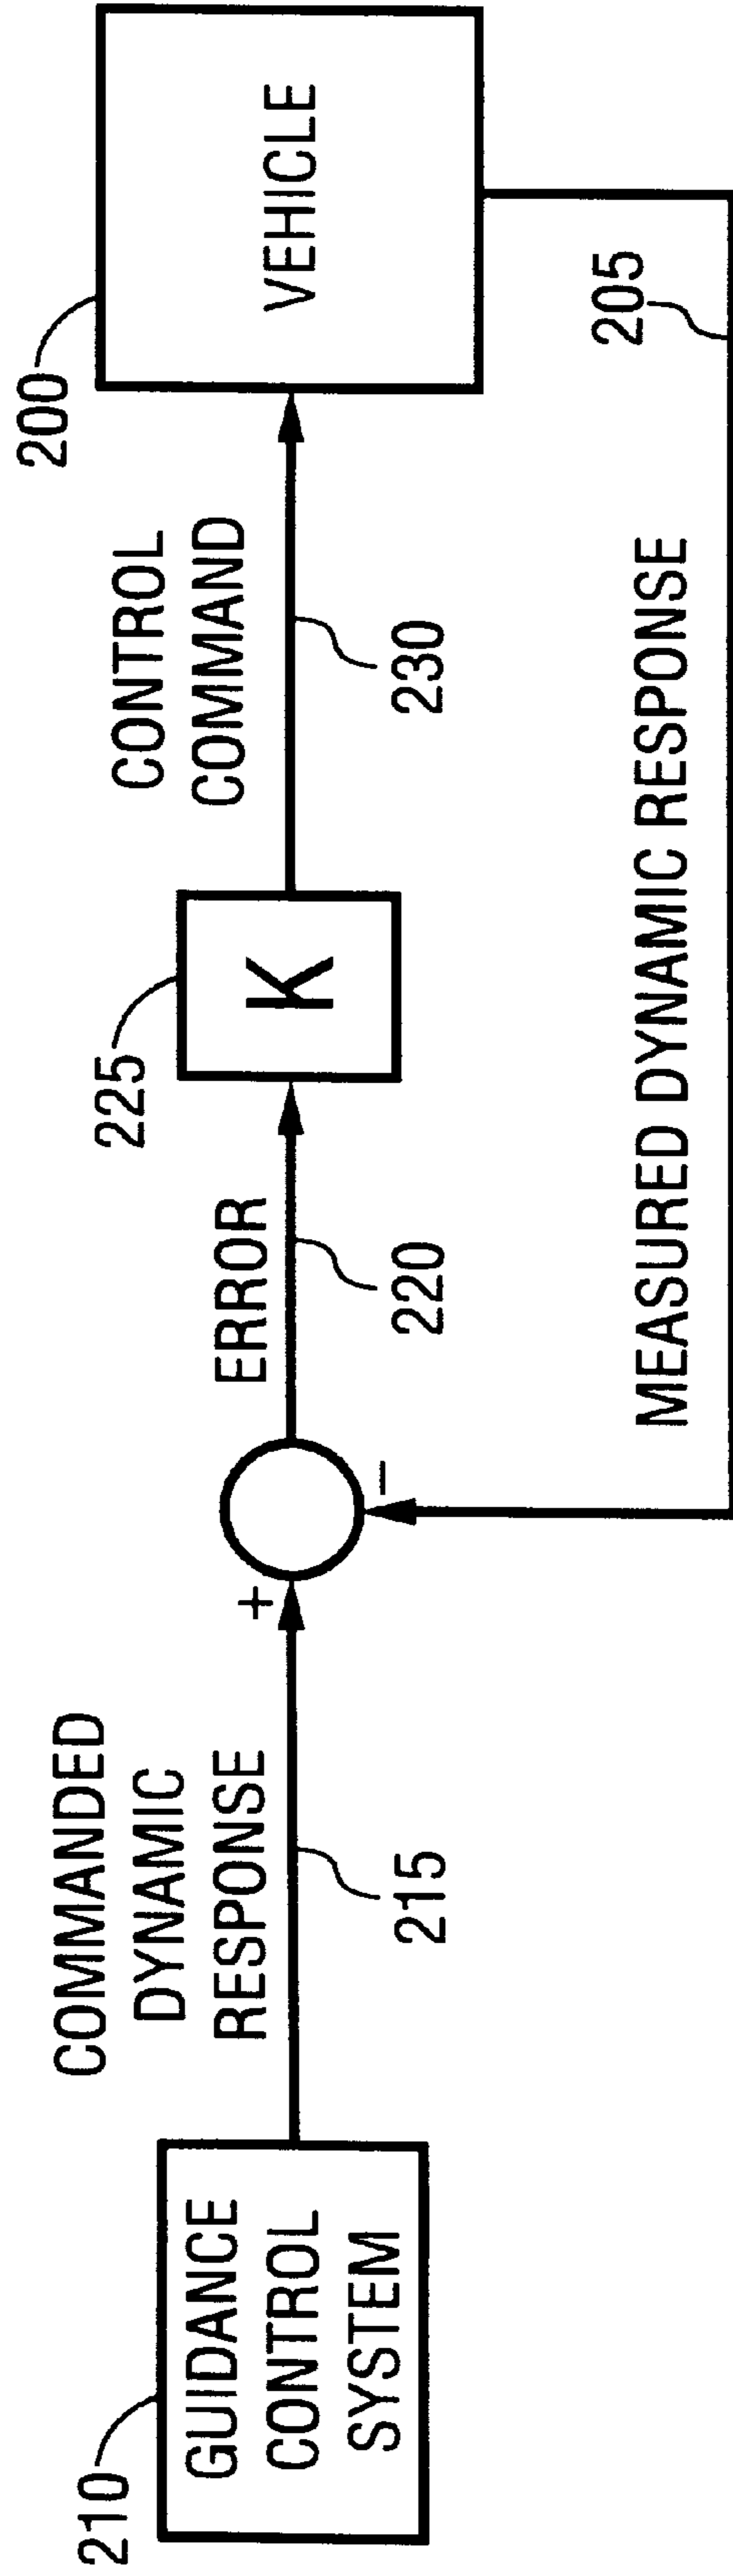 210
GUIDANCE
CONTROL
SYSTEM
COMMANDED
DYNAMIC
RESPONSE
215
+
−
ERROR
220
225
K
CONTROL
COMMAND
230
200
VEHICLE
205
MEASURED DYNAMIC RESPONSE